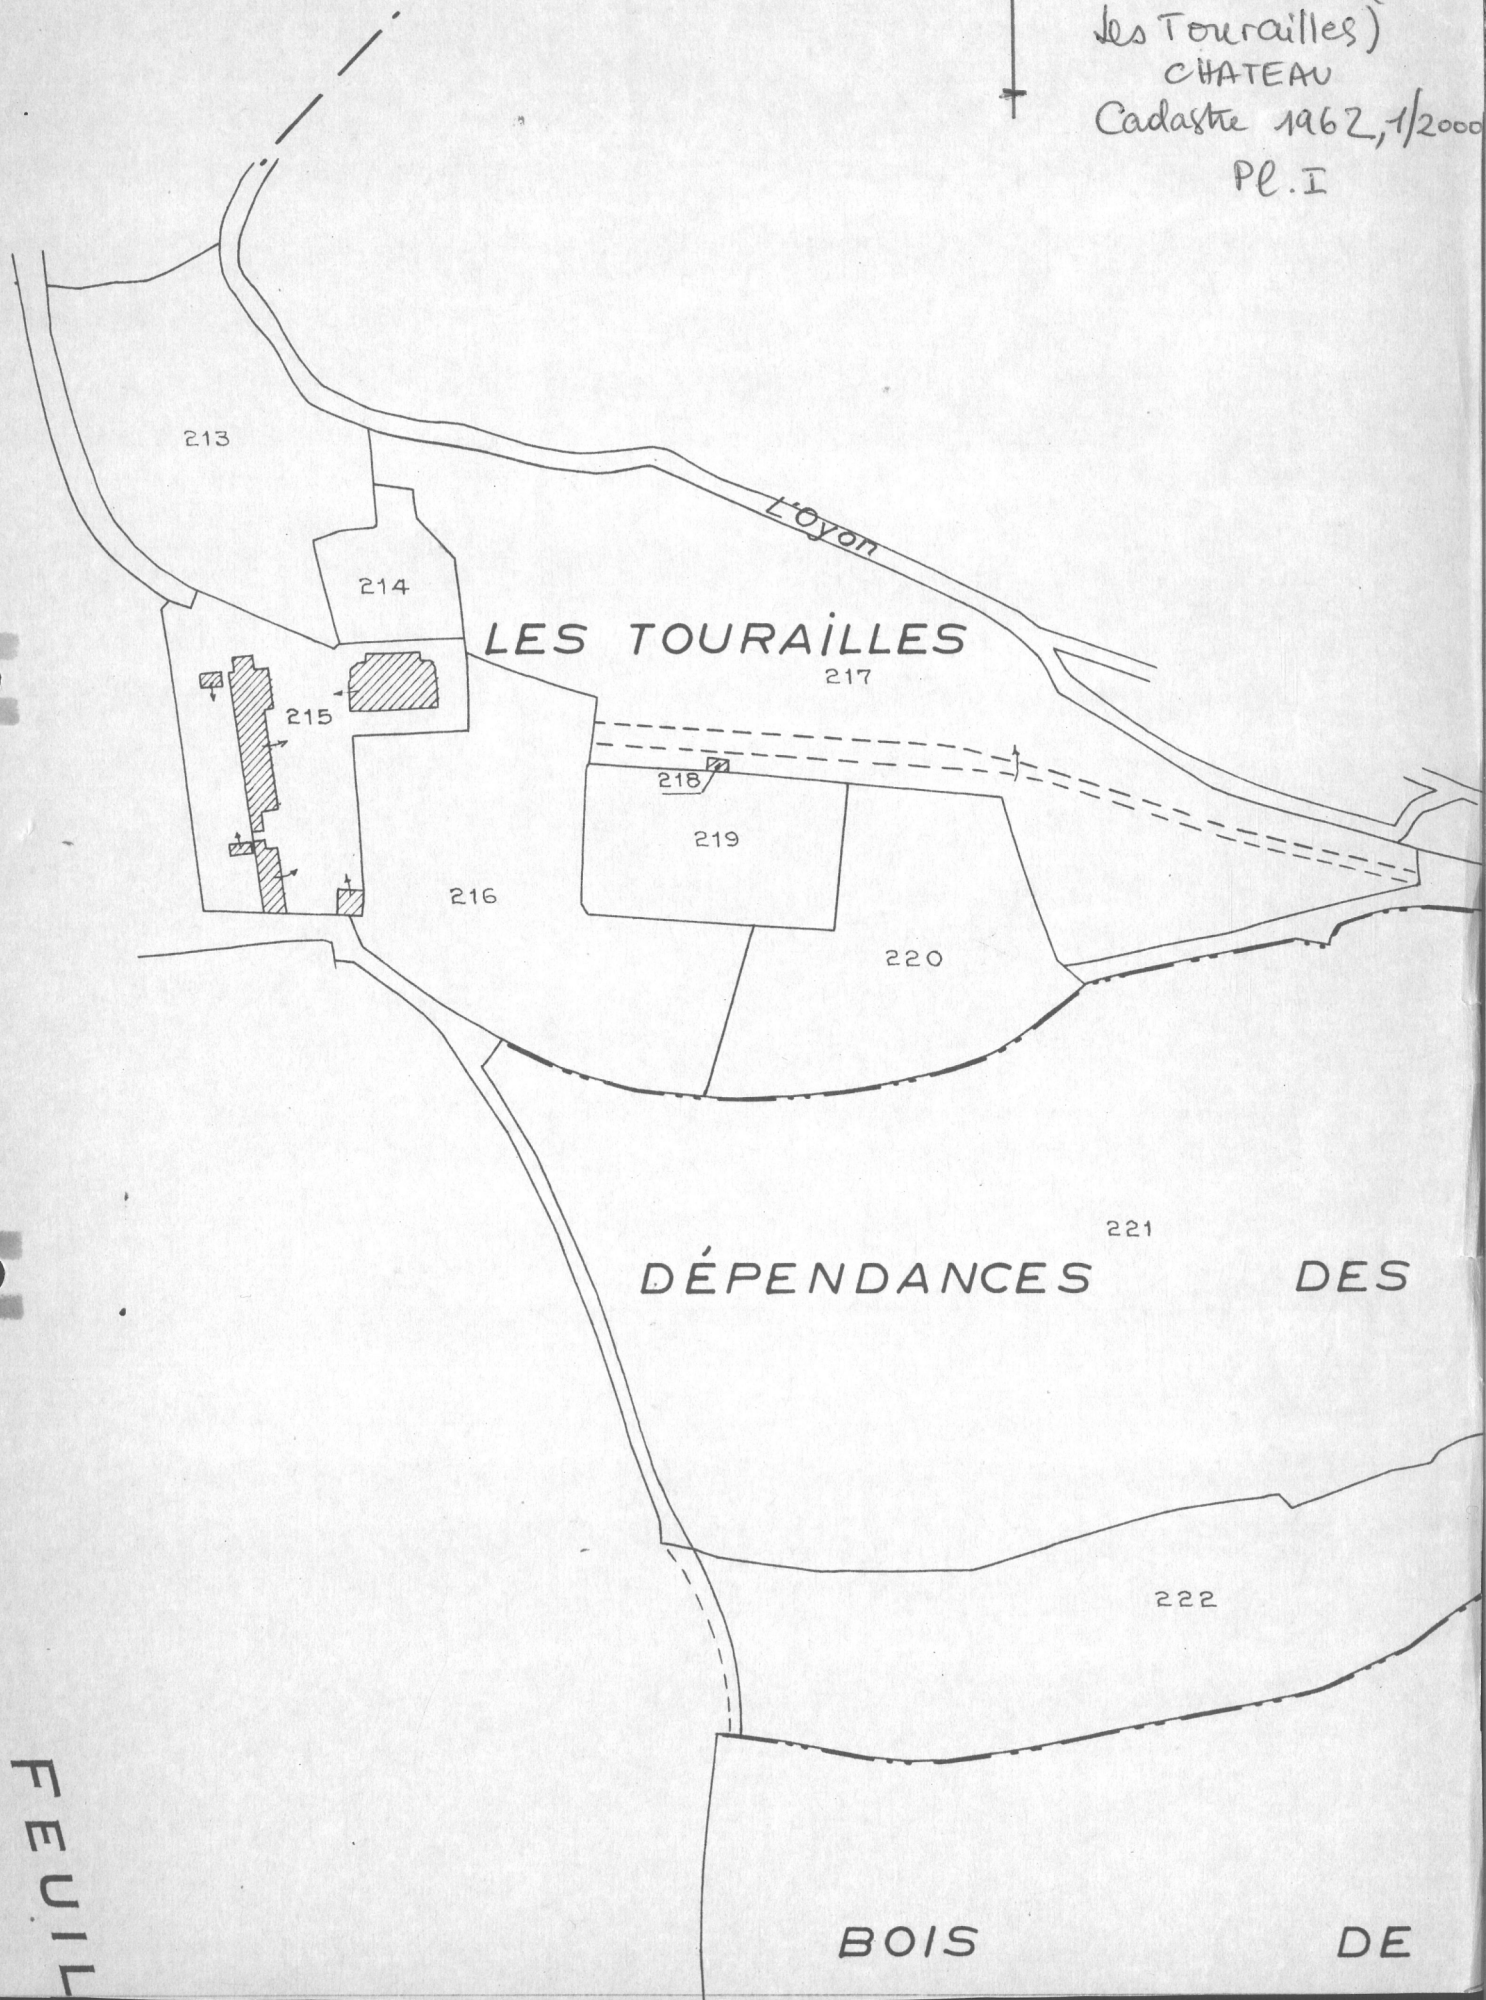 Les Tourailles)
CHATEAU
Cadastre 1962, 1/2000
Pl. I
213
L'Oyon
214
LES TOURAILLES
217
215
218
219
216
220
221
DÉPENDANCES DES
222
BOIS DE
FEUIL